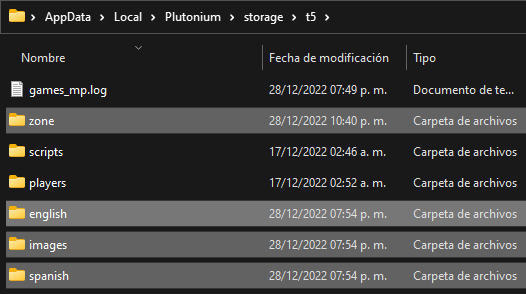 AppData > Local > Plutonium > storage > t5 >
Nombre Fecha de modificación Tipo
games_mp.log 28/12/2022 07:49 p. m. Documento de te...
zone 28/12/2022 10:40 p. m. Carpeta de archivos
scripts 17/12/2022 02:46 a. m. Carpeta de archivos
players 17/12/2022 02:52 a. m. Carpeta de archivos
english 28/12/2022 07:54 p. m. Carpeta de archivos
images 28/12/2022 07:54 p. m. Carpeta de archivos
spanish 28/12/2022 07:54 p. m. Carpeta de archivos